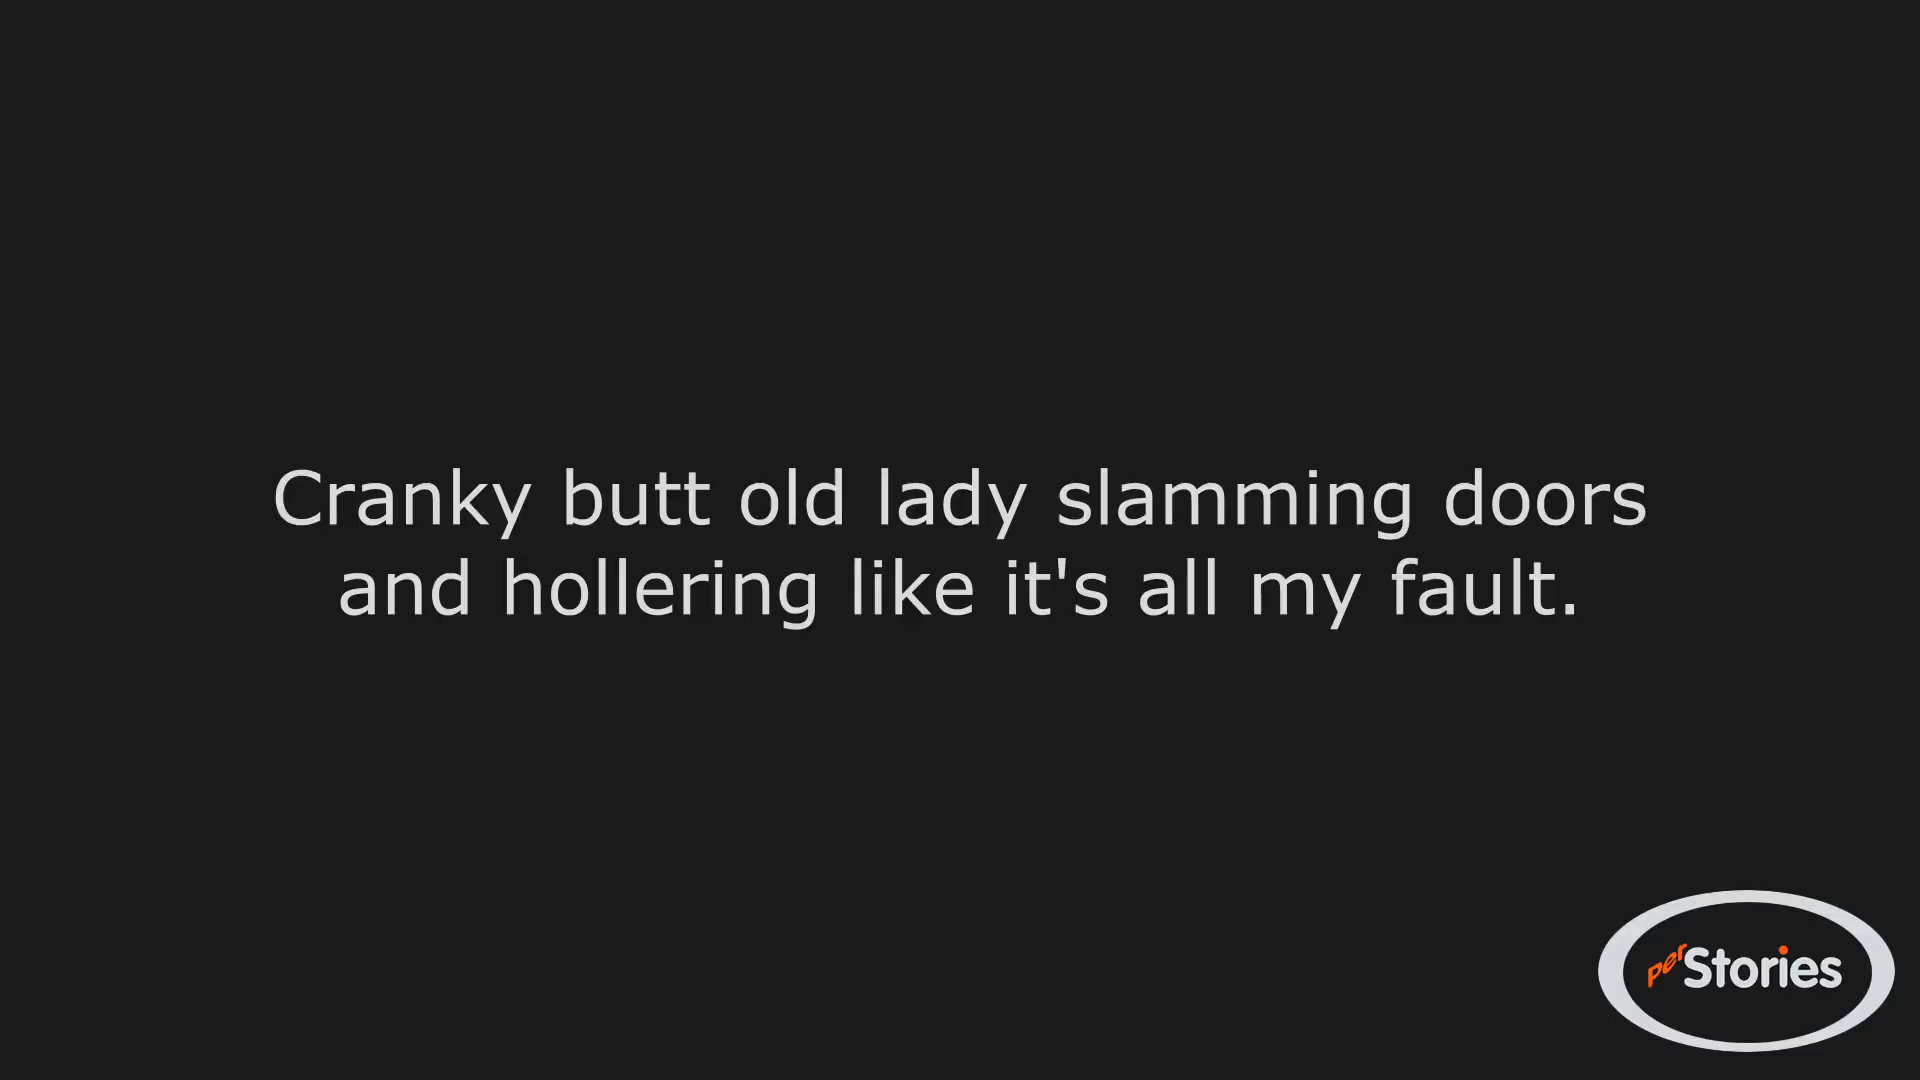 Cranky butt old lady slamming doors
and hollering like it's all my fault.
perStories